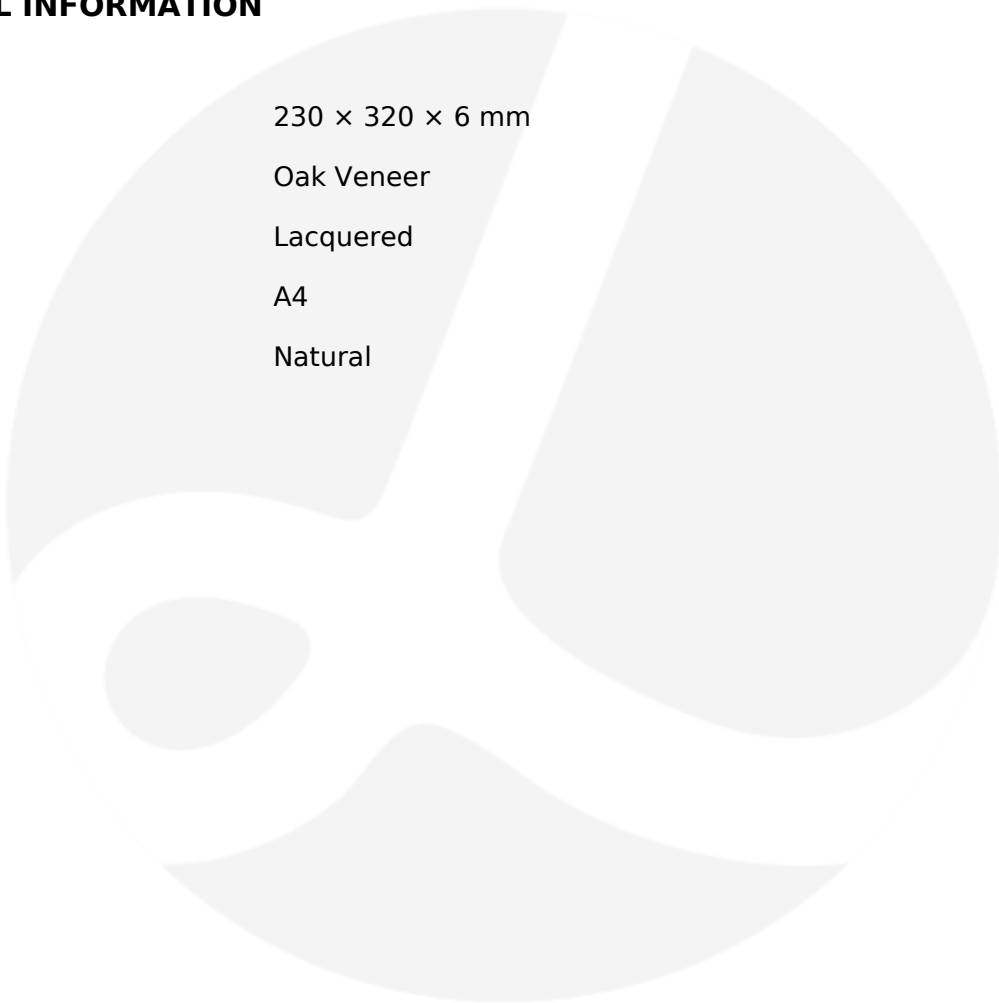 L INFORMATION
230 × 320 × 6 mm
Oak Veneer
Lacquered
A4
Natural